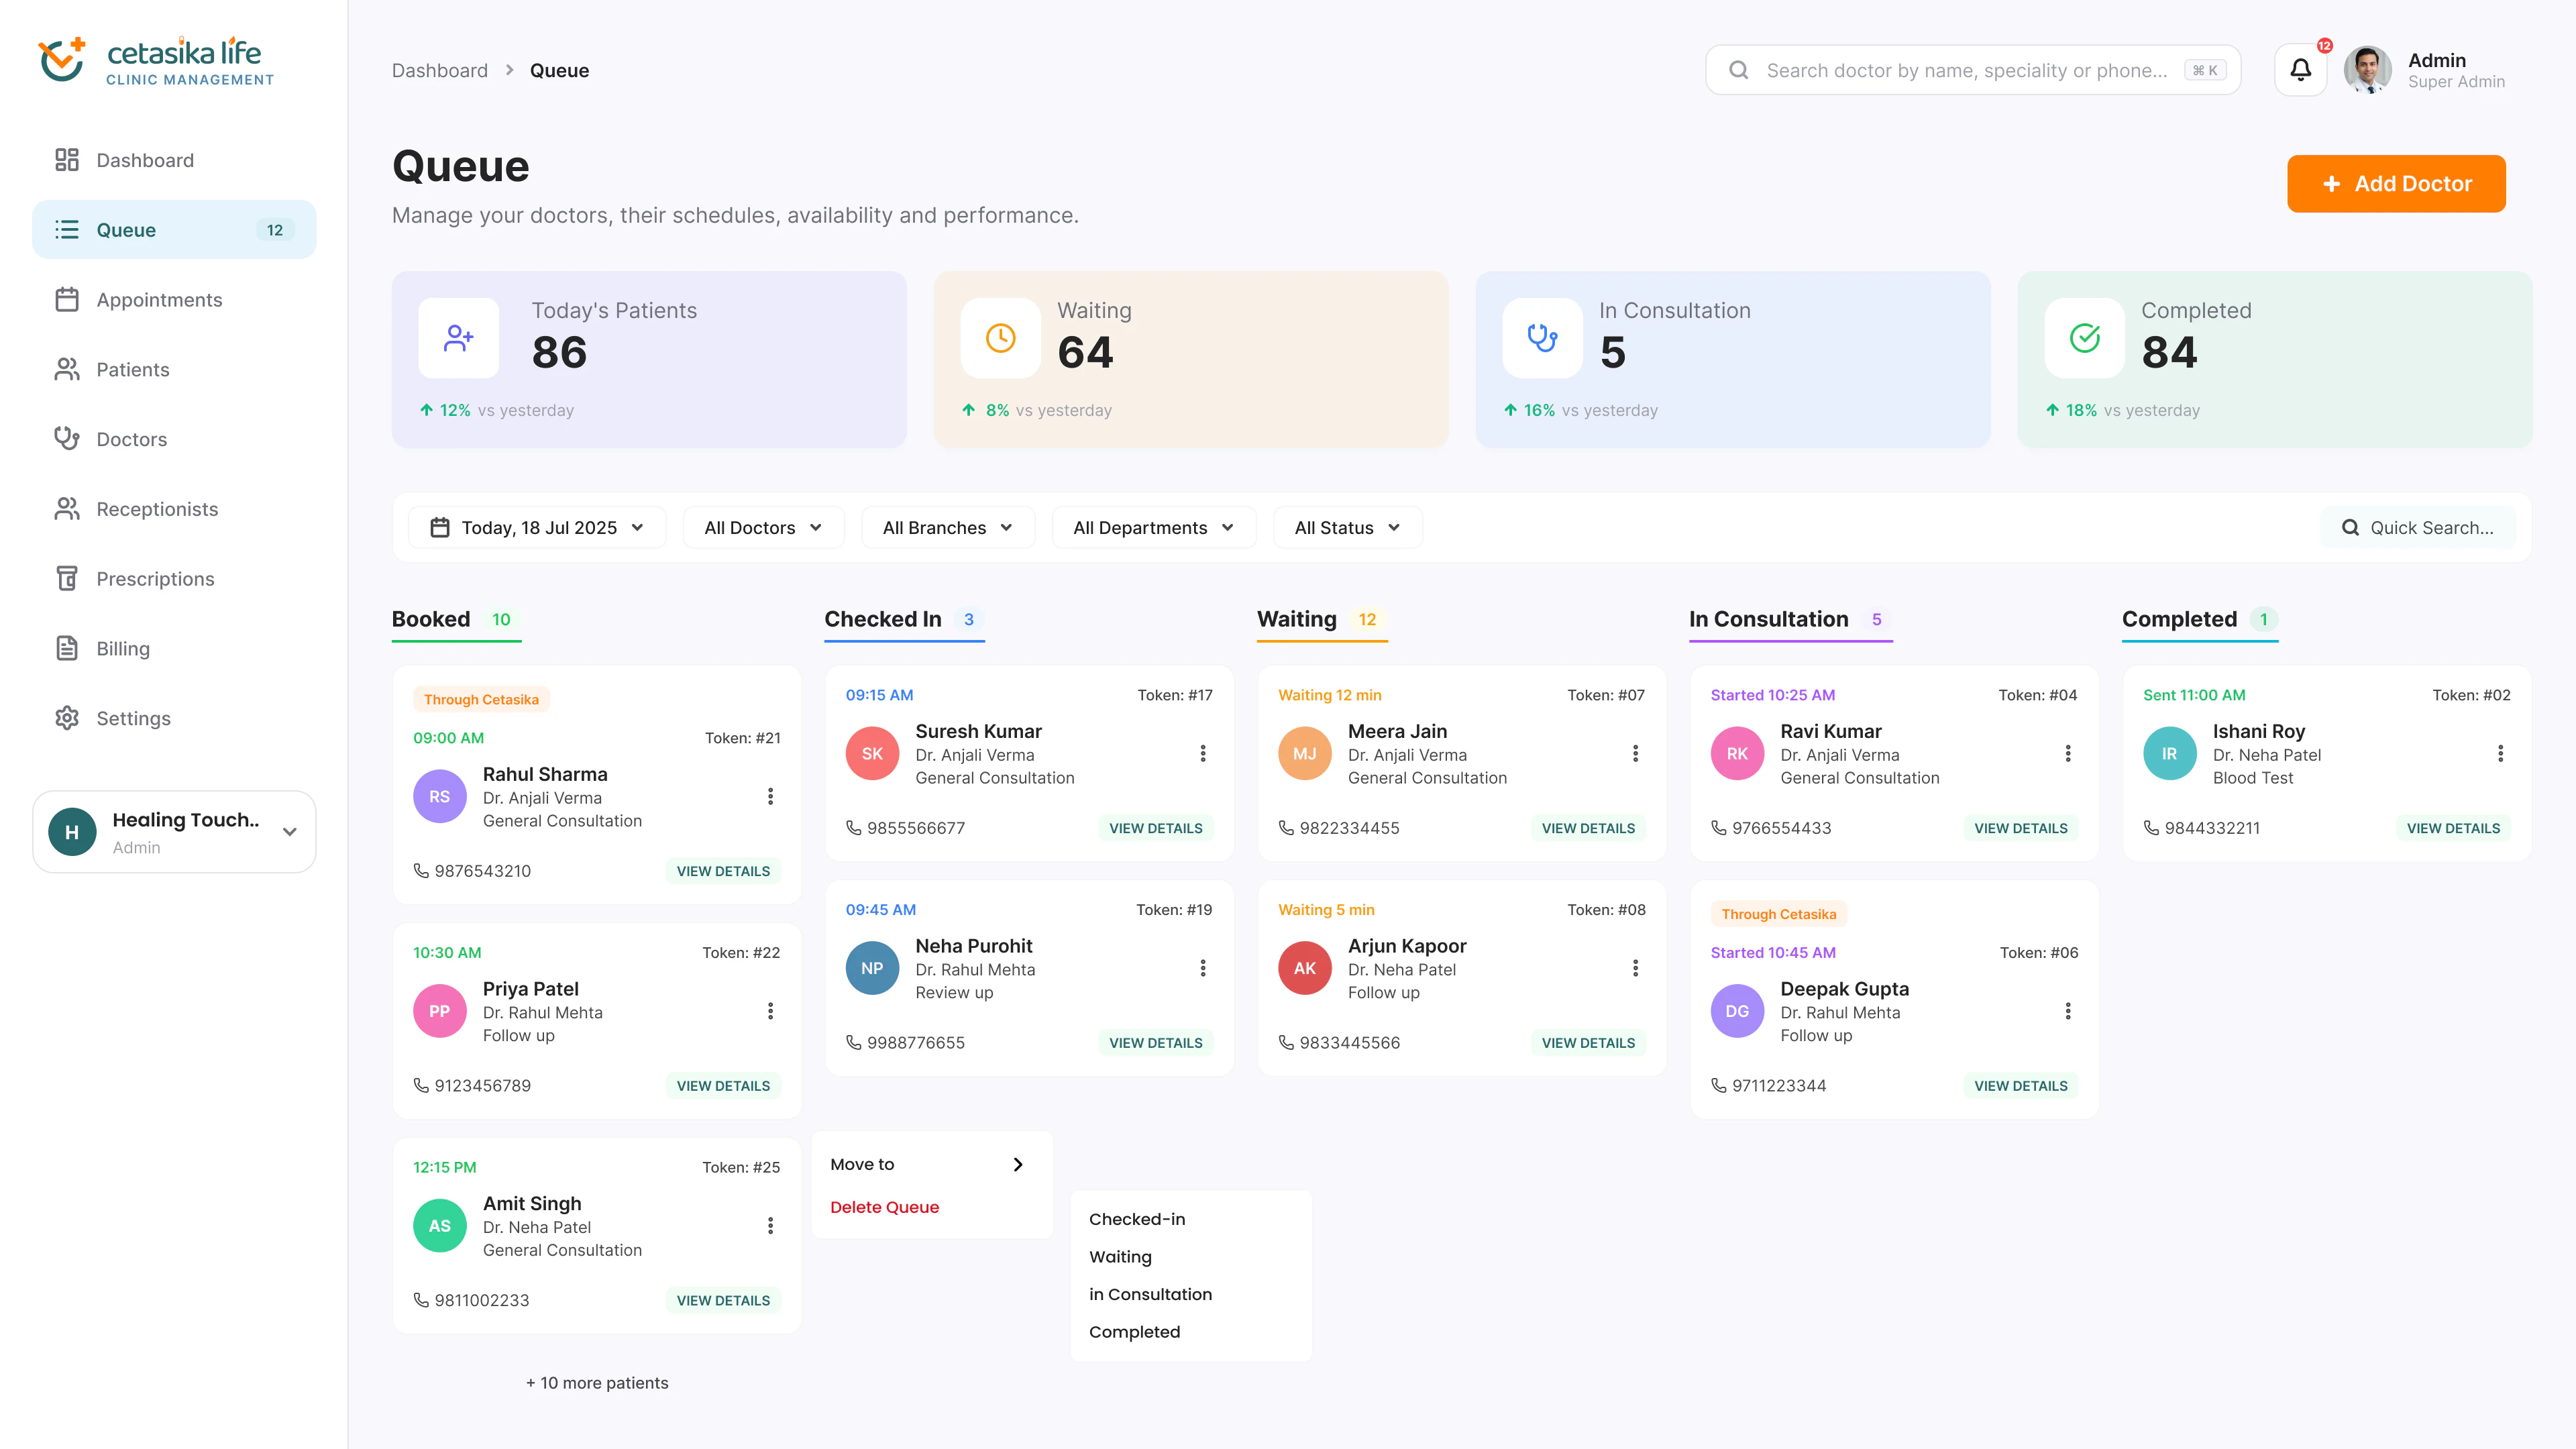 cetasika life
CLINIC MANAGEMENT
Dashboard
Queue 12
Appointments
Patients
Doctors
Receptionists
Prescriptions
Billing
Settings
H
Healing Touch..
Admin
Dashboard > Queue
Search doctor by name, speciality or phone... ⌘ K
12
Admin
Super Admin
Queue
Manage your doctors, their schedules, availability and performance.
+ Add Doctor
Today's Patients
86
12% vs yesterday
Waiting
64
8% vs yesterday
In Consultation
5
16% vs yesterday
Completed
84
18% vs yesterday
Today, 18 Jul 2025
All Doctors
All Branches
All Departments
All Status
Quick Search...
Booked 10
Through Cetasika
09:00 AM Token: #21
RS
Rahul Sharma
Dr. Anjali Verma
General Consultation
9876543210 VIEW DETAILS
10:30 AM Token: #22
PP
Priya Patel
Dr. Rahul Mehta
Follow up
9123456789 VIEW DETAILS
12:15 PM Token: #25
AS
Amit Singh
Dr. Neha Patel
General Consultation
9811002233 VIEW DETAILS
+ 10 more patients
Checked In 3
09:15 AM Token: #17
SK
Suresh Kumar
Dr. Anjali Verma
General Consultation
9855566677 VIEW DETAILS
09:45 AM Token: #19
NP
Neha Purohit
Dr. Rahul Mehta
Review up
9988776655 VIEW DETAILS
Move to
Delete Queue
Checked-in
Waiting
in Consultation
Completed
Waiting 12
Waiting 12 min Token: #07
MJ
Meera Jain
Dr. Anjali Verma
General Consultation
9822334455 VIEW DETAILS
Waiting 5 min Token: #08
AK
Arjun Kapoor
Dr. Neha Patel
Follow up
9833445566 VIEW DETAILS
In Consultation 5
Started 10:25 AM Token: #04
RK
Ravi Kumar
Dr. Anjali Verma
General Consultation
9766554433 VIEW DETAILS
Through Cetasika
Started 10:45 AM Token: #06
DG
Deepak Gupta
Dr. Rahul Mehta
Follow up
9711223344 VIEW DETAILS
Completed 1
Sent 11:00 AM Token: #02
IR
Ishani Roy
Dr. Neha Patel
Blood Test
9844332211 VIEW DETAILS